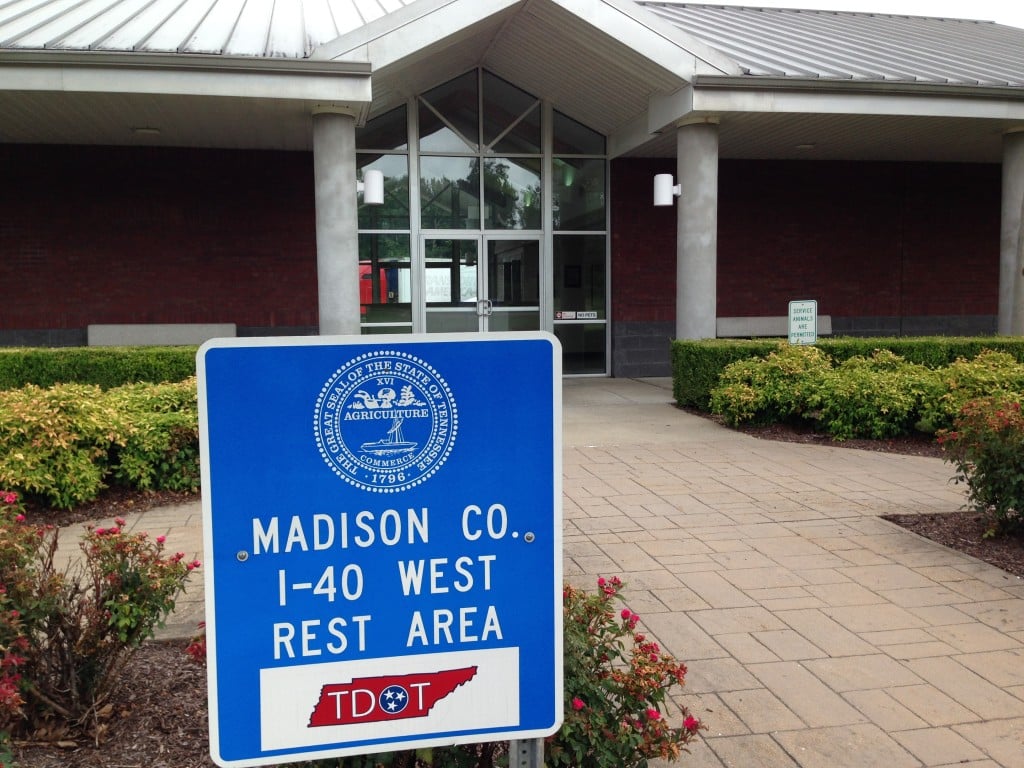 THE GREAT SEAL OF THE STATE OF TENNESSEE
XVI
AGRICULTURE
COMMERCE
1796
MADISON CO.
I-40 WEST
REST AREA
TDOT
NO PETS
SERVICE
ANIMALS
ARE
PERMITTED